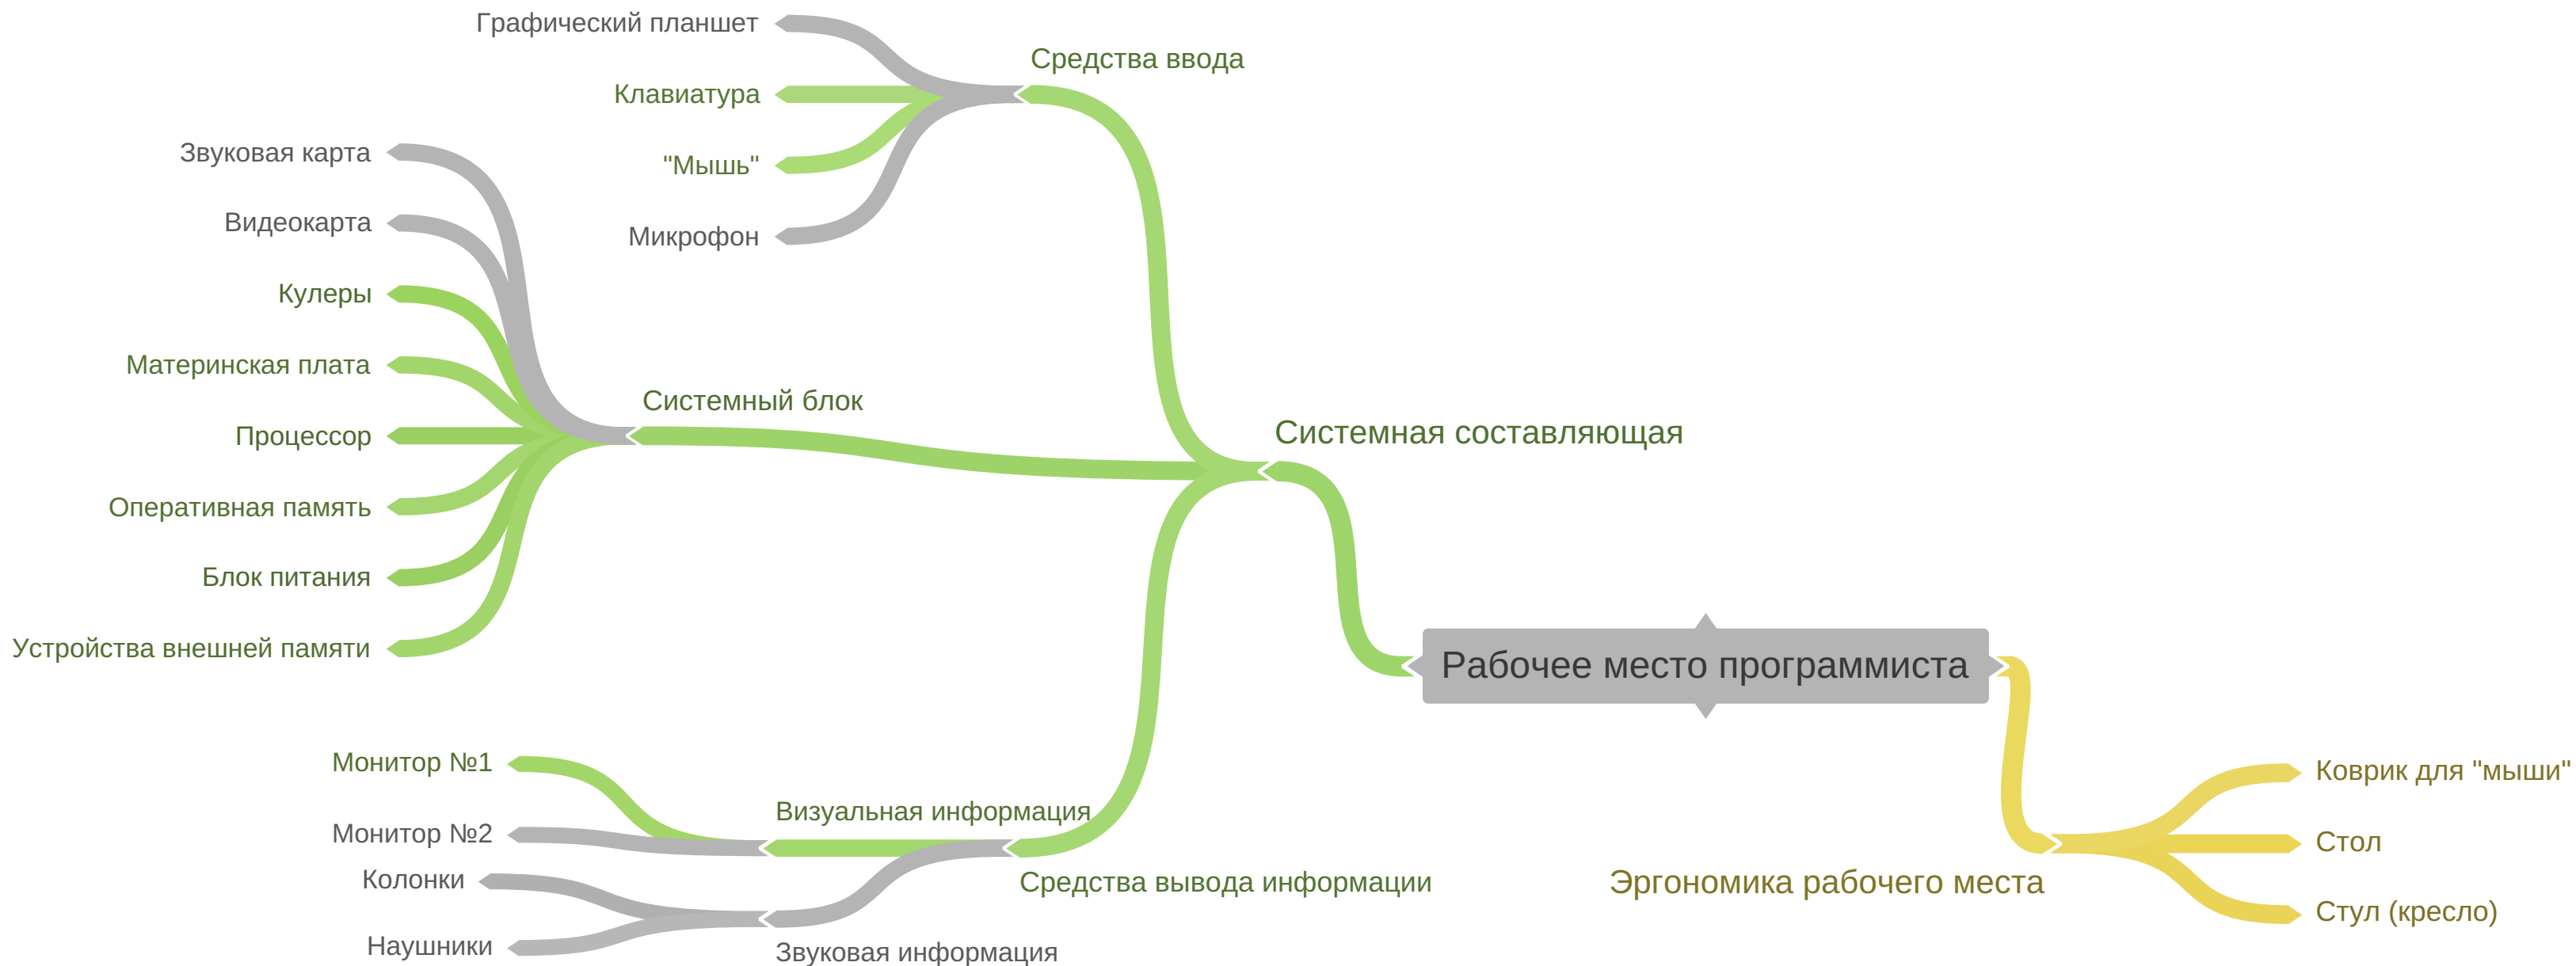 Графический планшет
Средства ввода
Клавиатура
Звуковая карта
"Мышь"
Видеокарта
Микрофон
Кулеры
Материнская плата
Системный блок
Процессор
Системная составляющая
Оперативная память
Блок питания
Устройства внешней памяти
Рабочее место программиста
Монитор №1
Коврик для "мыши"
Визуальная информация
Монитор №2
Стол
Колонки
Средства вывода информации
Эргономика рабочего места
Стул (кресло)
Наушники
Звуковая информация